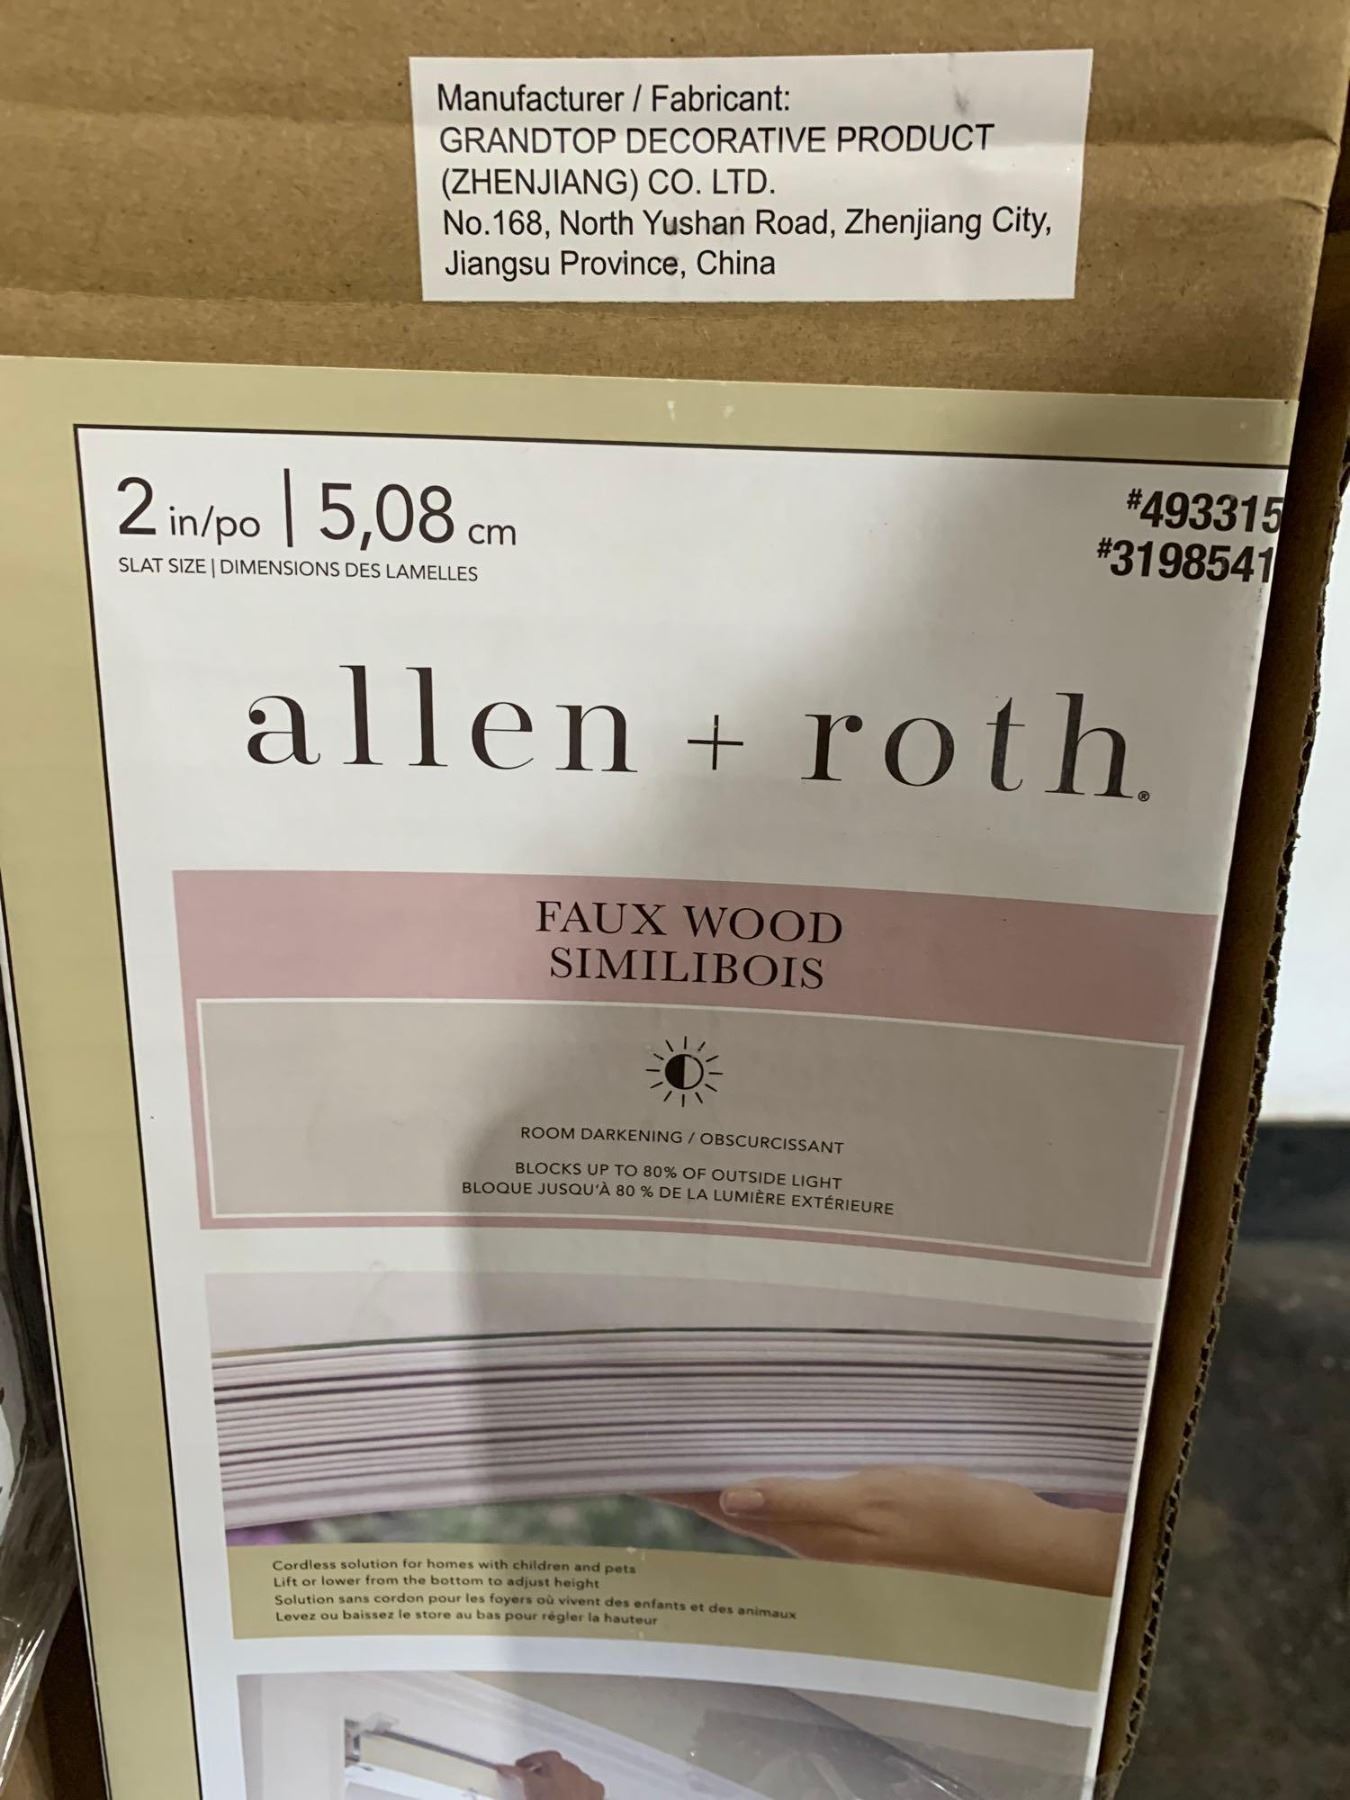 Manufacturer / Fabricant:
GRANDTOP DECORATIVE PRODUCT
(ZHENJIANG) CO. LTD.
No.168, North Yushan Road, Zhenjiang City,
Jiangsu Province, China
2 in/po | 5,08 cm
SLAT SIZE | DIMENSIONS DES LAMELLES
#493315
#3198541
allen + roth®
FAUX WOOD
SIMILIBOIS
ROOM DARKENING / OBSCURCISSANT
BLOCKS UP TO 80% OF OUTSIDE LIGHT
BLOQUE JUSQU'À 80 % DE LA LUMIÈRE EXTÉRIEURE
Cordless solution for homes with children and pets
Lift or lower from the bottom to adjust height
Solution sans cordon pour les foyers où vivent des enfants et des animaux
Levez ou baissez le store au bas pour régler la hauteur